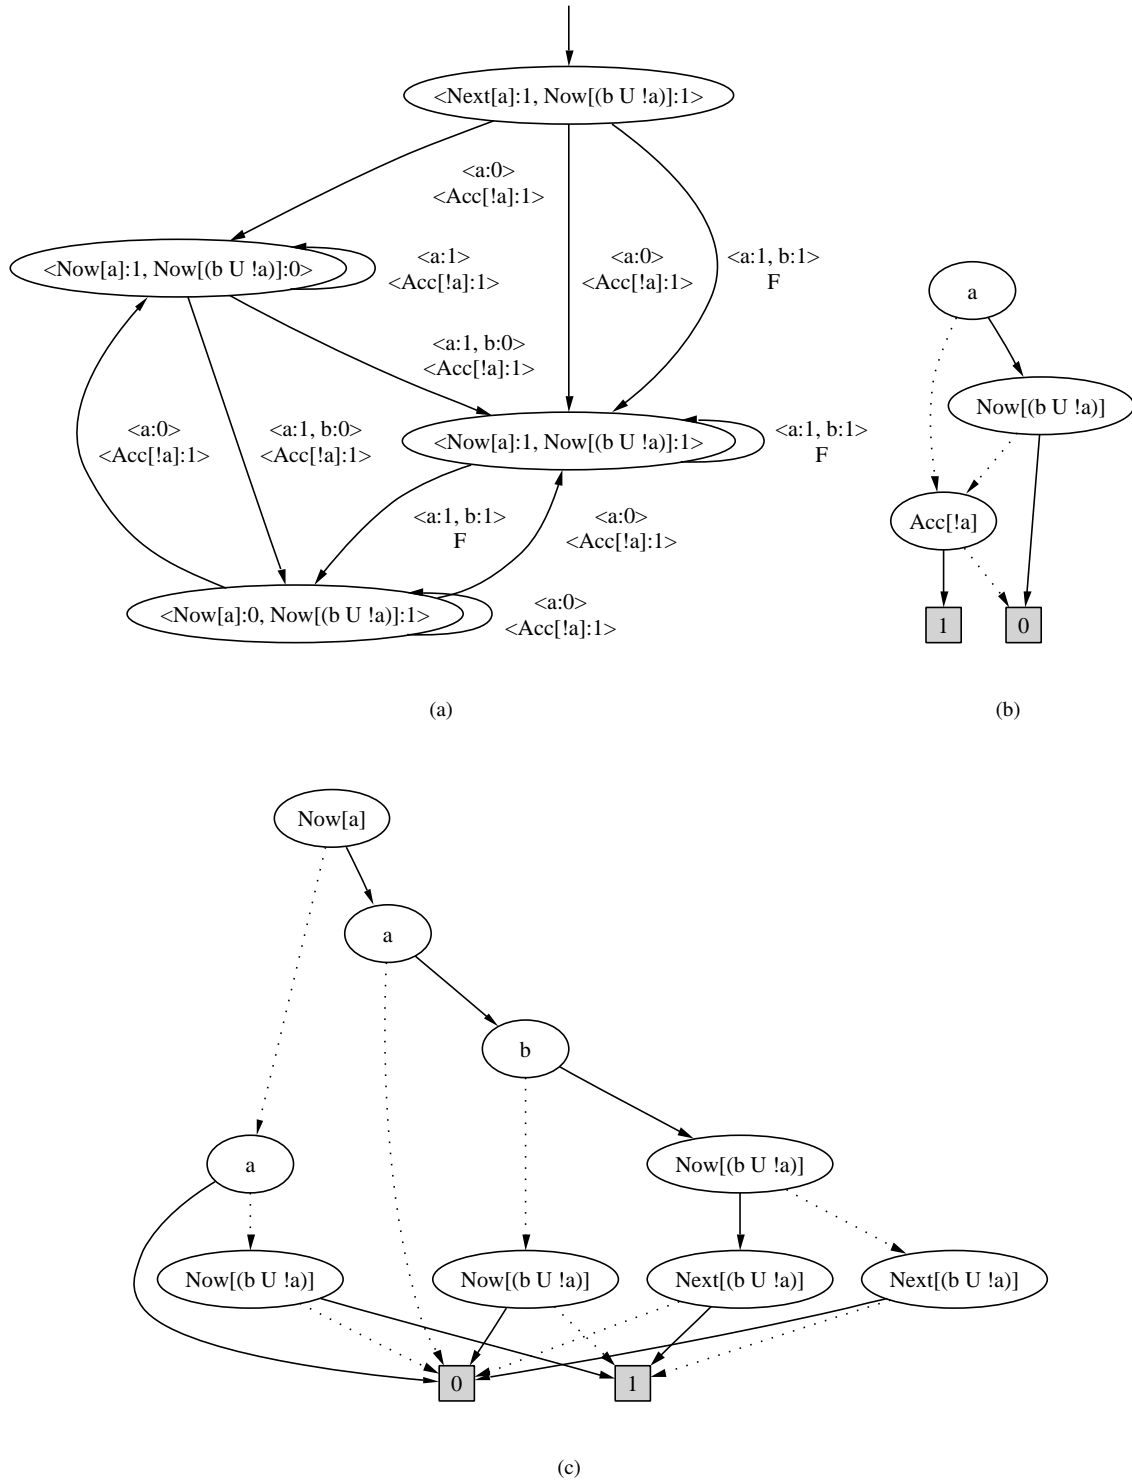 <Next[a]:1, Now[(b U !a)]:1>
<a:0>
<Acc[!a]:1>
<Now[a]:1, Now[(b U !a)]:0>
<a:1>
<Acc[!a]:1>
<a:0>
<Acc[!a]:1>
<a:1, b:1>
F
<a:1, b:0>
<Acc[!a]:1>
<Now[a]:1, Now[(b U !a)]:1>
<a:1, b:1>
F
<a:0>
<Acc[!a]:1>
<a:1, b:0>
<Acc[!a]:1>
<a:1, b:1>
F
<a:0>
<Acc[!a]:1>
<Now[a]:0, Now[(b U !a)]:1>
<a:0>
<Acc[!a]:1>
(a)
a
Now[(b U !a)]
Acc[!a]
1
0
(b)
Now[a]
a
b
a
Now[(b U !a)]
Now[(b U !a)]
Now[(b U !a)]
Next[(b U !a)]
Next[(b U !a)]
0
1
(c)